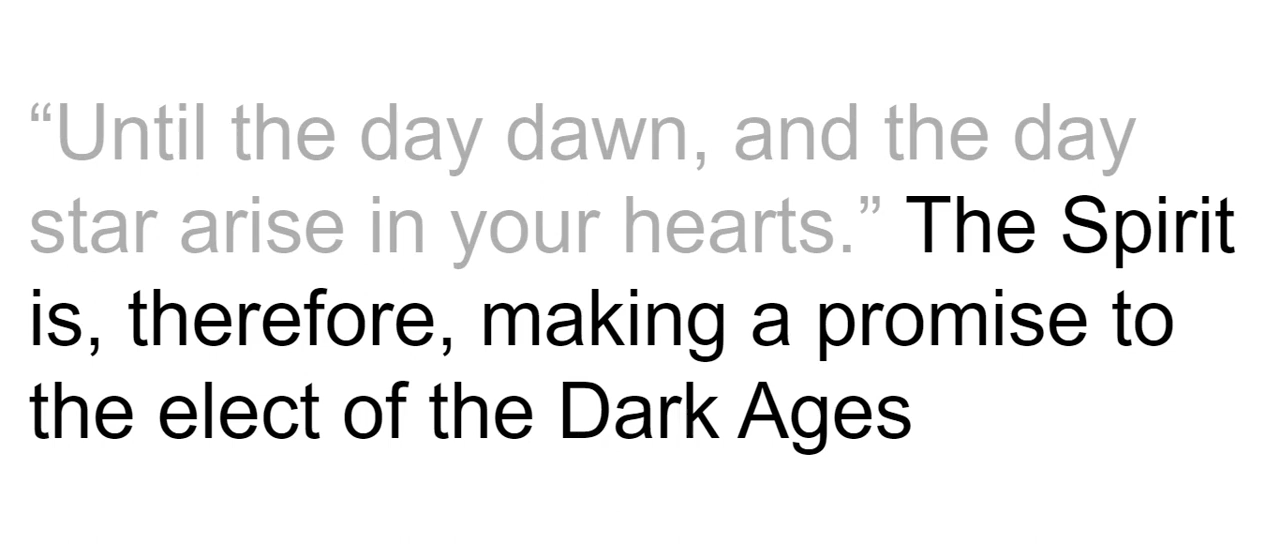 “Until the day dawn, and the day
star arise in your hearts.” The Spirit
is, therefore, making a promise to
the elect of the Dark Ages